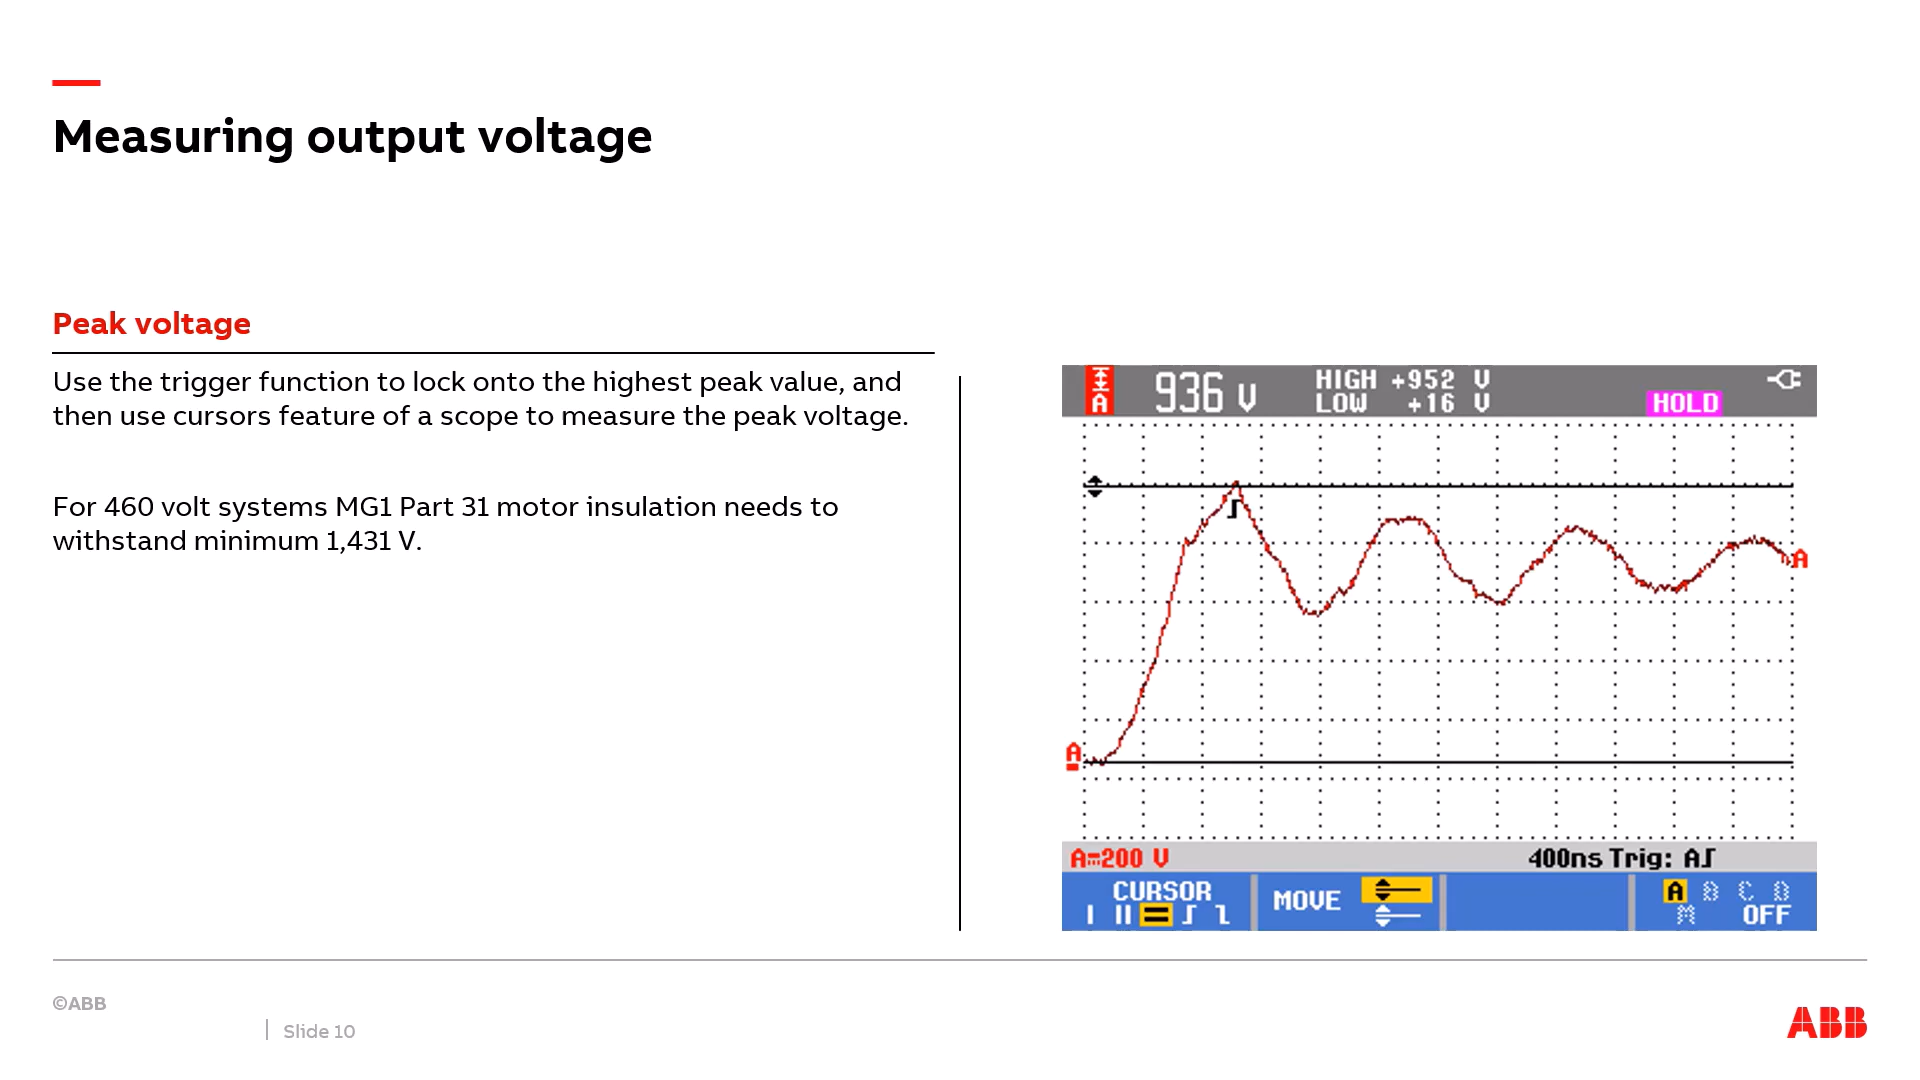 Measuring output voltage
Peak voltage
Use the trigger function to lock onto the highest peak value, and
then use cursors feature of a scope to measure the peak voltage.
For 460 volt systems MG1 Part 31 motor insulation needs to
withstand minimum 1,431 V.
A 936 V HIGH +952 V
LOW +16 V HOLD
A
A
A=200 V 400ns Trig: A
CURSOR MOVE A B C D
M OFF
©ABB
Slide 10
ABB